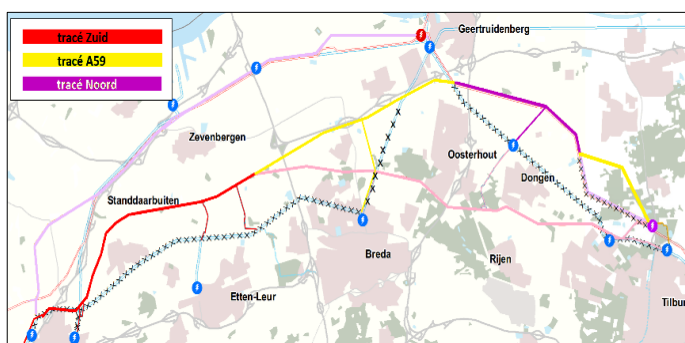 tracé Zuid
tracé A59
tracé Noord
Geertruidenberg
Zevenbergen
Oosterhout
Dongen
Standdaarbuiten
Breda
Rijen
Etten-Leur
Tilbu